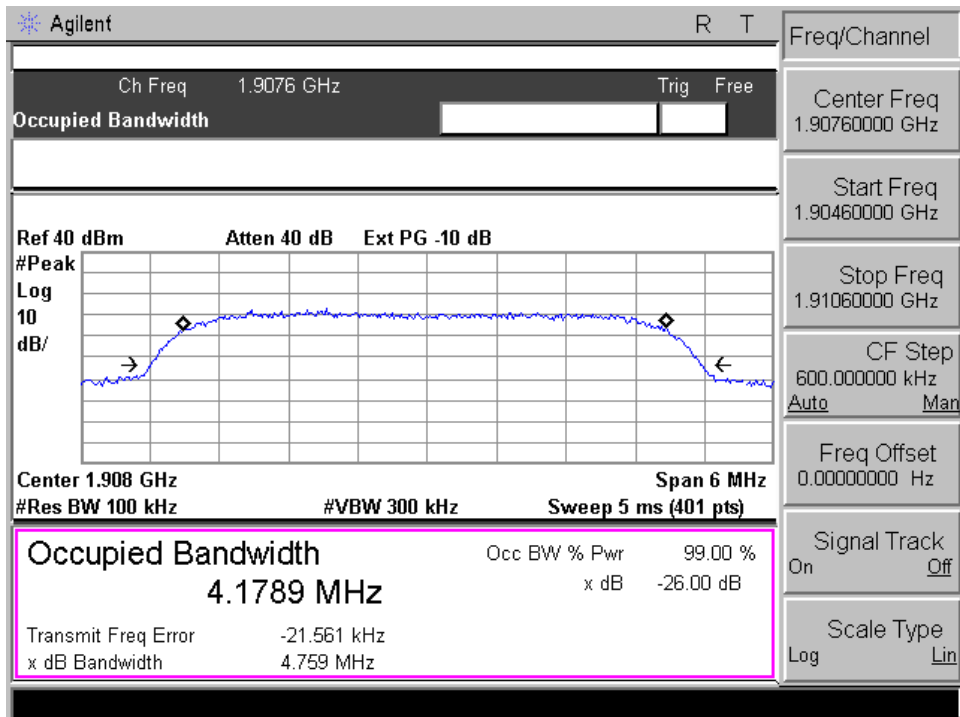 Agilent R T
Ch Freq 1.9076 GHz Trig Free
Occupied Bandwidth
Ref 40 dBm Atten 40 dB Ext PG -10 dB
#Peak
Log
10
dB/
Center 1.908 GHz Span 6 MHz
#Res BW 100 kHz #VBW 300 kHz Sweep 5 ms (401 pts)
Occupied Bandwidth
4.1789 MHz
Occ BW % Pwr 99.00 %
x dB -26.00 dB
Transmit Freq Error -21.561 kHz
x dB Bandwidth 4.759 MHz
Freq/Channel
Center Freq
1.90760000 GHz
Start Freq
1.90460000 GHz
Stop Freq
1.91060000 GHz
CF Step
600.000000 kHz
Auto Man
Freq Offset
0.00000000 Hz
Signal Track
On Off
Scale Type
Log Lin